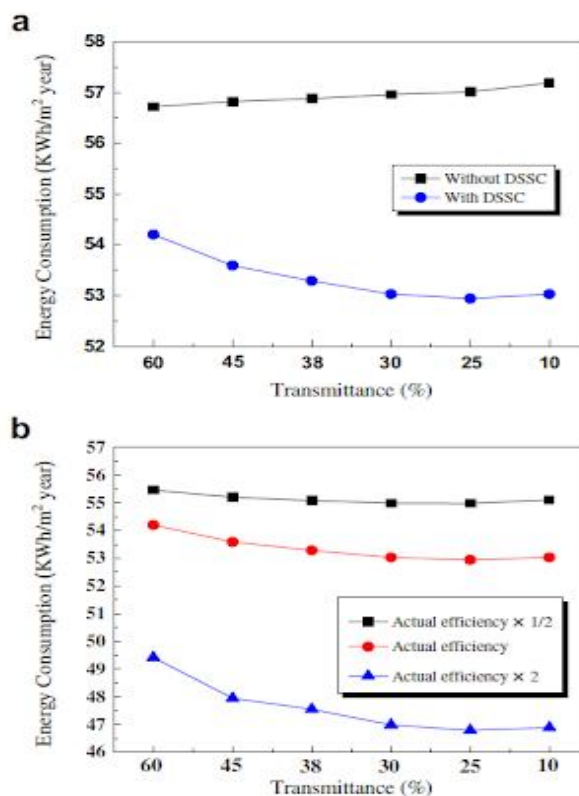 a
Energy Consumption (KWh/m² year)
58
57
56
55
54
53
52
Without DSSC
With DSSC
60 45 38 30 25 10
Transmittance (%)
b
Energy Consumption (KWh/m² year)
57
56
55
54
53
52
51
50
49
48
47
46
Actual efficiency × 1/2
Actual efficiency
Actual efficiency × 2
60 45 38 30 25 10
Transmittance (%)